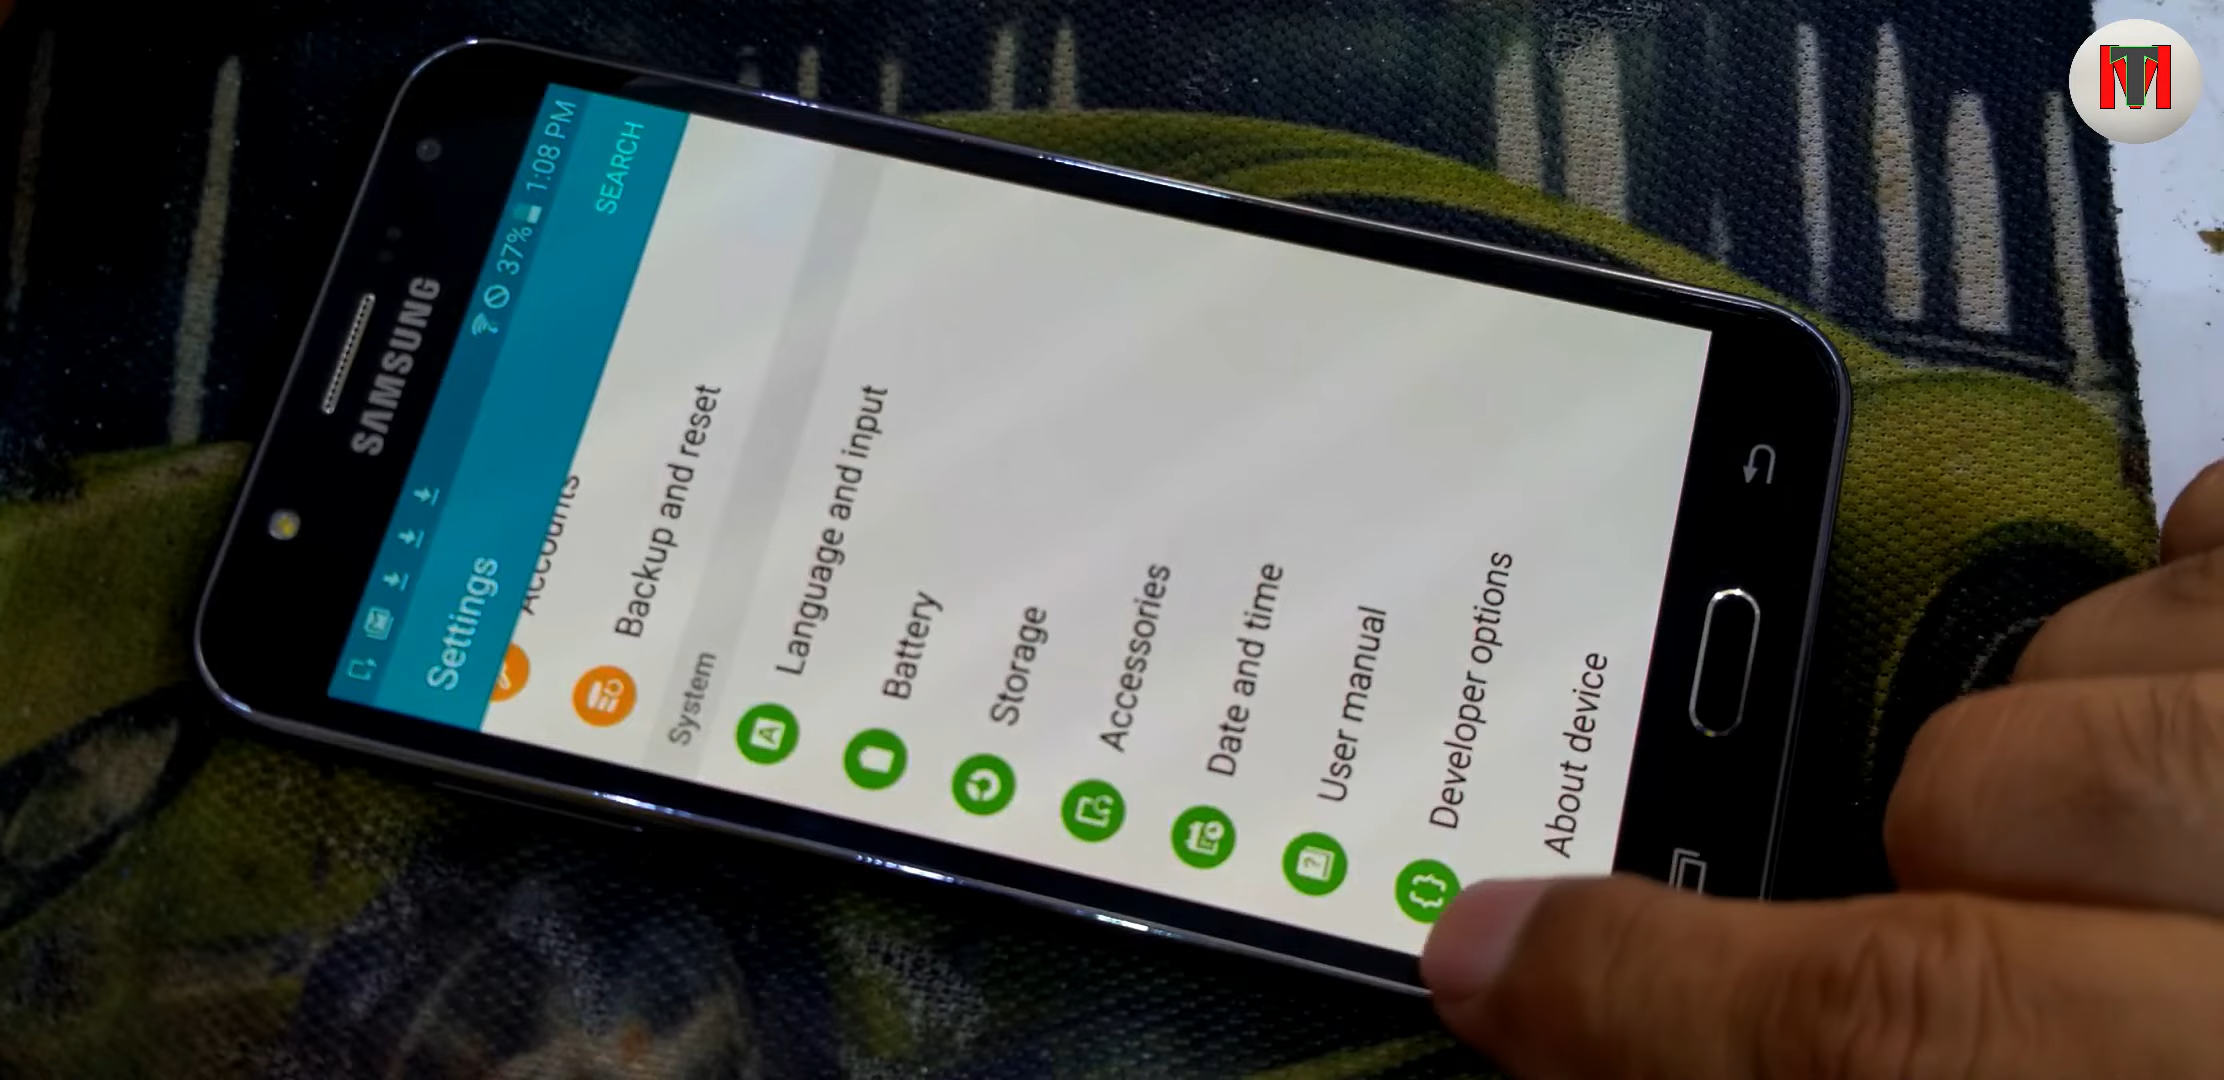 SAMSUNG
37% 1:08 PM
Settings SEARCH
Accounts
Backup and reset
System
Language and input
Battery
Storage
Accessories
Date and time
User manual
Developer options
About device